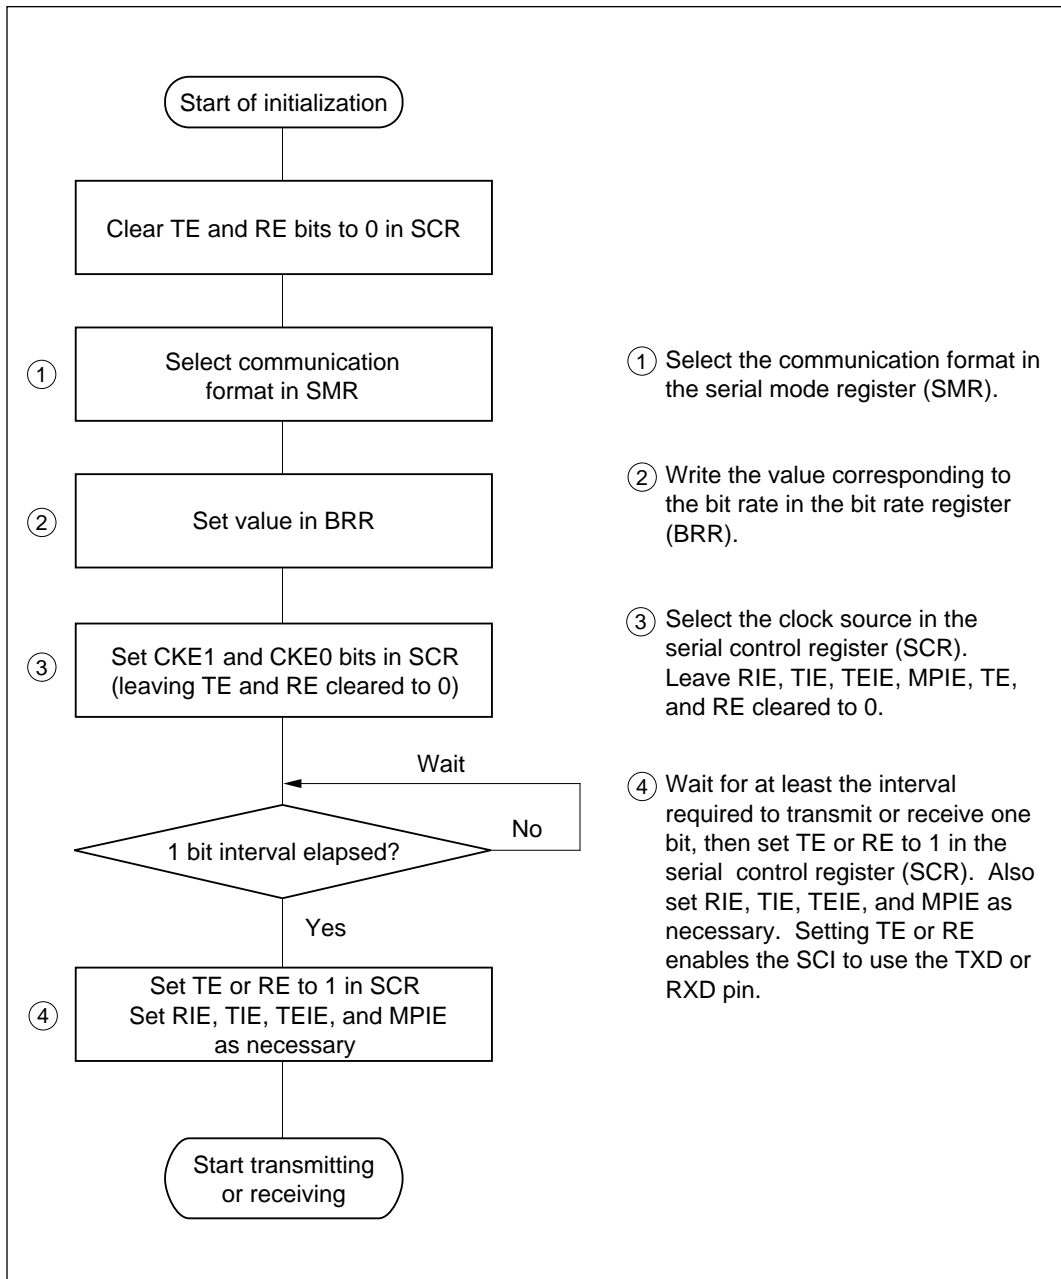 Start of initialization
Clear TE and RE bits to 0 in SCR
1
Select communication
format in SMR
2
Set value in BRR
3
Set CKE1 and CKE0 bits in SCR
(leaving TE and RE cleared to 0)
Wait
1 bit interval elapsed?
No
Yes
4
Set TE or RE to 1 in SCR
Set RIE, TIE, TEIE, and MPIE
as necessary
Start transmitting
or receiving
1 Select the communication format in
the serial mode register (SMR).
2 Write the value corresponding to
the bit rate in the bit rate register
(BRR).
3 Select the clock source in the
serial control register (SCR).
Leave RIE, TIE, TEIE, MPIE, TE,
and RE cleared to 0.
4 Wait for at least the interval
required to transmit or receive one
bit, then set TE or RE to 1 in the
serial  control register (SCR).  Also
set RIE, TIE, TEIE, and MPIE as
necessary.  Setting TE or RE
enables the SCI to use the TXD or
RXD pin.